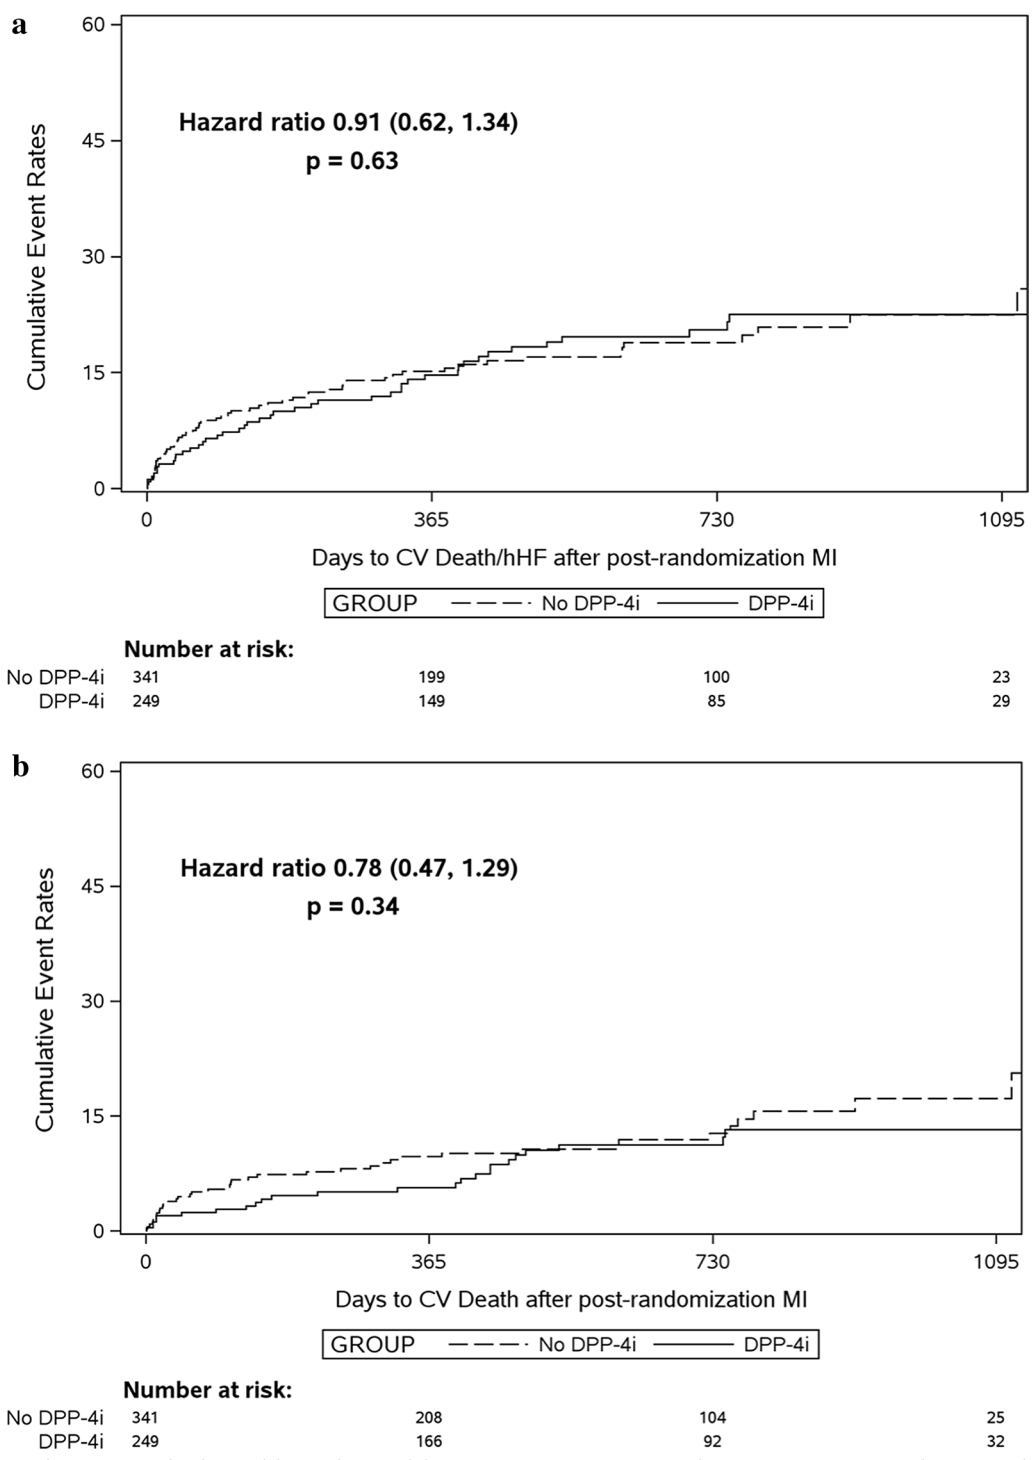 a
60
45
30
15
0
Cumulative Event Rates
Hazard ratio 0.91 (0.62, 1.34)
p = 0.63
0 365 730 1095
Days to CV Death/hHF after post-randomization MI
GROUP No DPP-4i DPP-4i
Number at risk:
No DPP-4i 341 199 100 23
DPP-4i 249 149 85 29
b
60
45
30
15
0
Cumulative Event Rates
Hazard ratio 0.78 (0.47, 1.29)
p = 0.34
0 365 730 1095
Days to CV Death after post-randomization MI
GROUP No DPP-4i DPP-4i
Number at risk:
No DPP-4i 341 208 104 25
DPP-4i 249 166 92 32